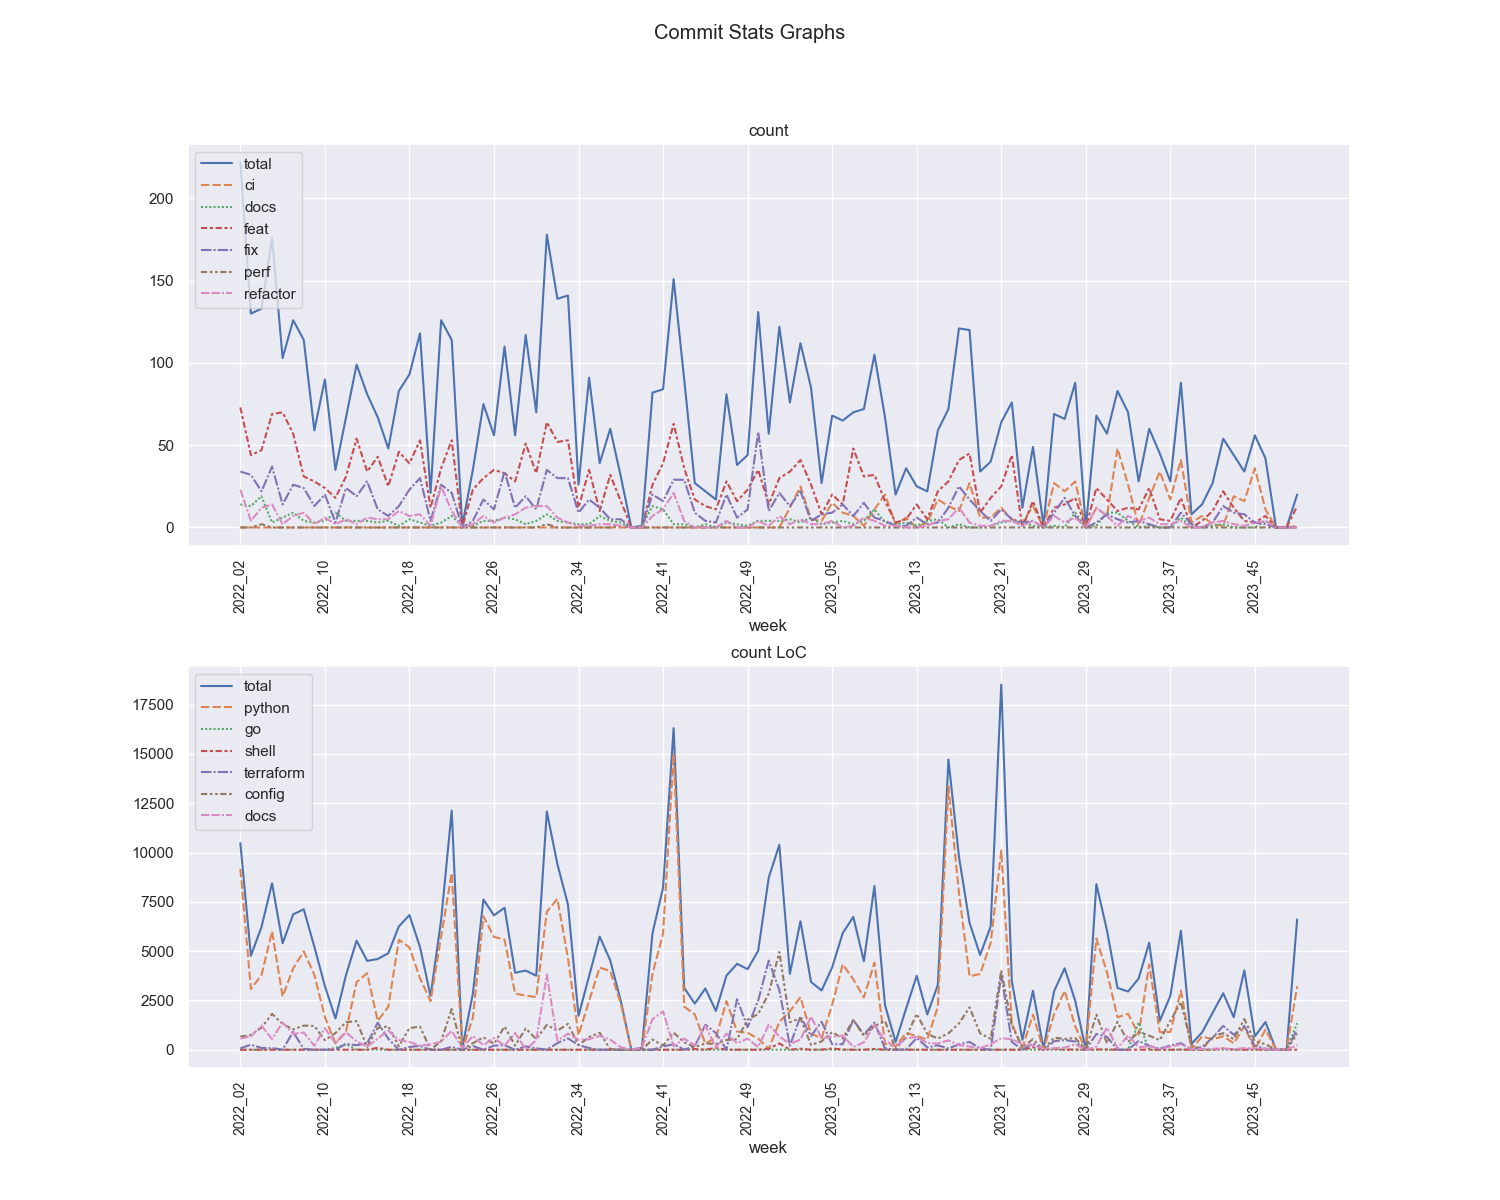 Commit Stats Graphs
count
total
ci
docs
feat
fix
perf
refactor
200
150
100
50
0
2022_02
2022_10
2022_18
2022_26
2022_34
2022_41
2022_49
2023_05
2023_13
2023_21
2023_29
2023_37
2023_45
week
count LoC
total
python
go
shell
terraform
config
docs
17500
15000
12500
10000
7500
5000
2500
0
2022_02
2022_10
2022_18
2022_26
2022_34
2022_41
2022_49
2023_05
2023_13
2023_21
2023_29
2023_37
2023_45
week